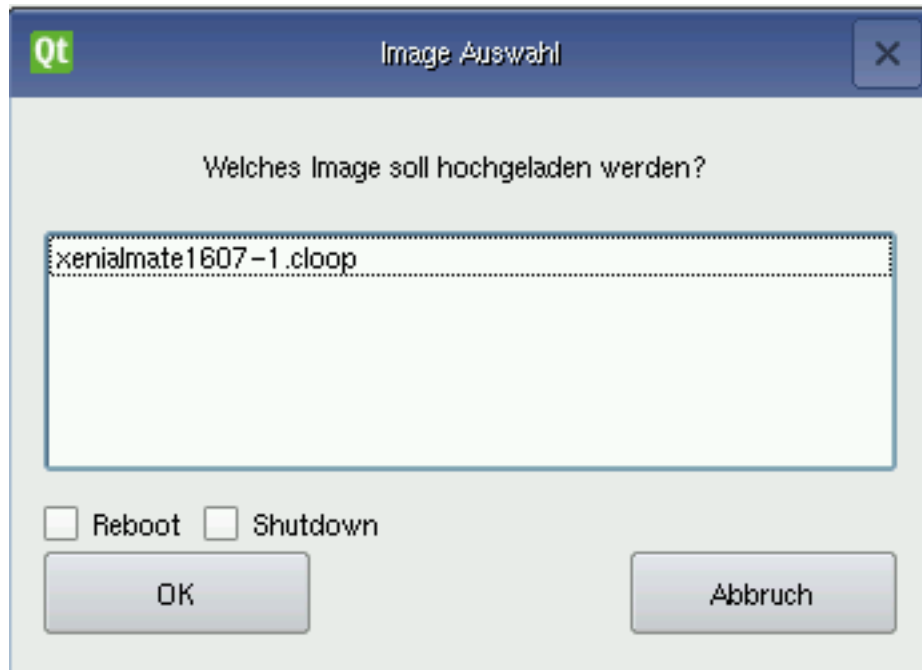 Qt Image Auswahl
Welches Image soll hochgeladen werden?
xenialmate1607-1.cloop
Reboot Shutdown
OK Abbruch